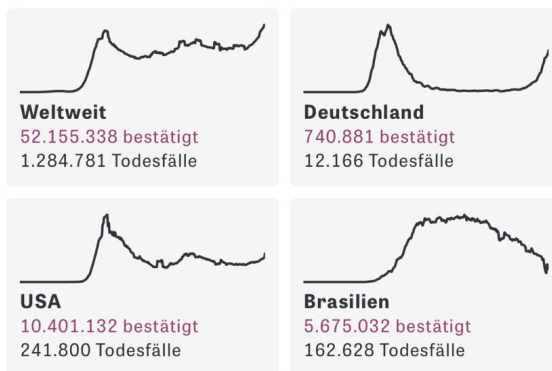 Weltweit
52.155.338 bestätigt
1.284.781 Todesfälle
Deutschland
740.881 bestätigt
12.166 Todesfälle
USA
10.401.132 bestätigt
241.800 Todesfälle
Brasilien
5.675.032 bestätigt
162.628 Todesfälle